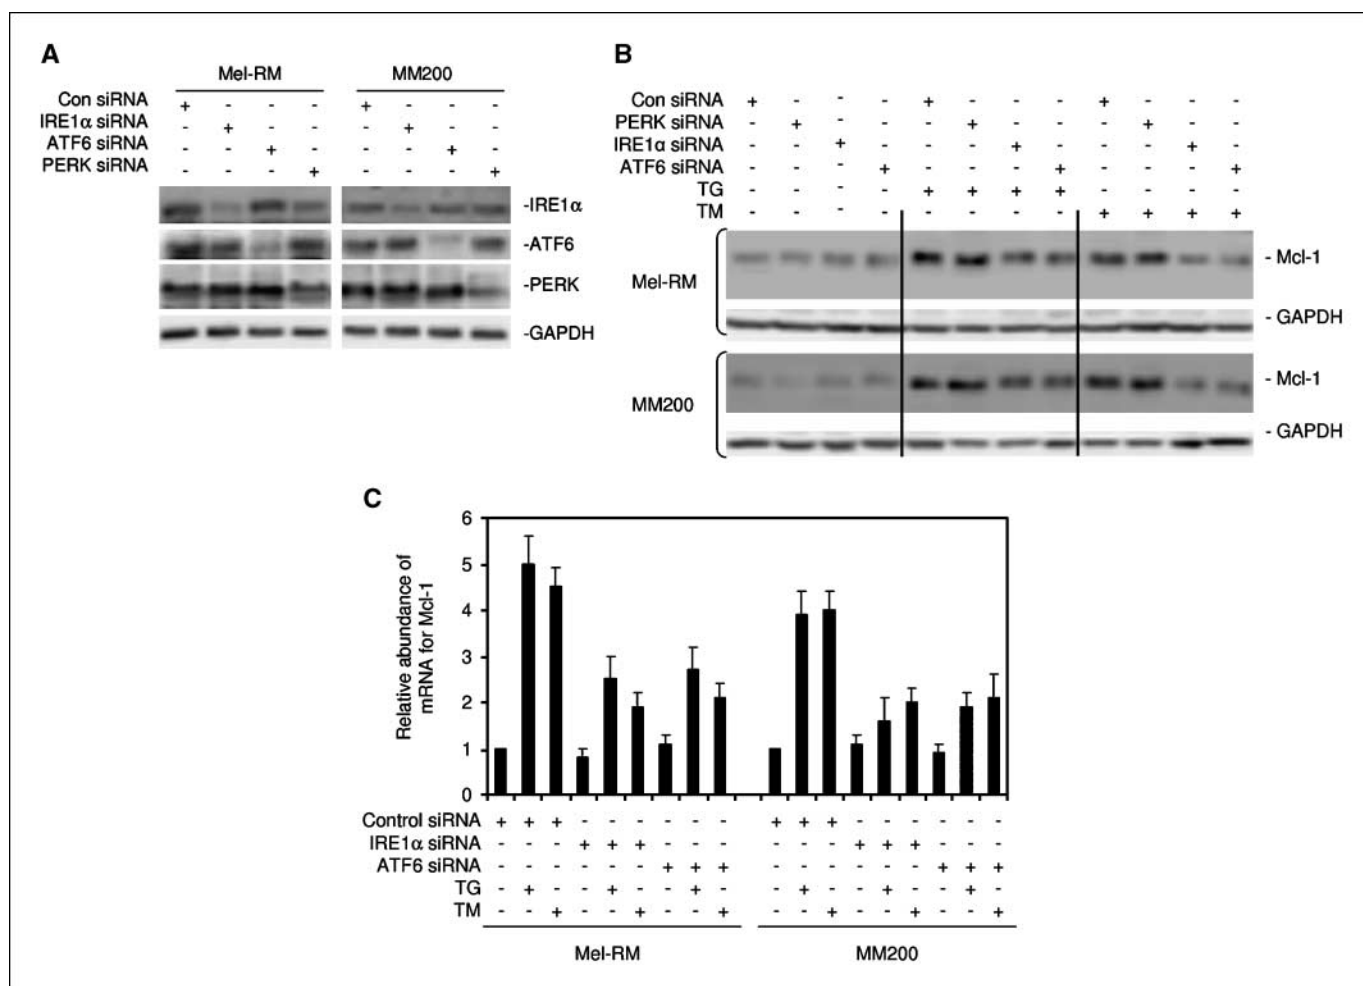 A
Mel-RM MM200
Con siRNA + - - - + - - -
IRE1α siRNA - + - - - + - -
ATF6 siRNA - - + - - - + -
PERK siRNA - - - + - - - +
-IRE1α
-ATF6
-PERK
-GAPDH
B
Con siRNA + - - - + - - - + - - -
PERK siRNA - + - - - + - - - + - -
IRE1α siRNA - - + - - - + - - - + -
ATF6 siRNA - - - + - - - + - - - +
TG - - - - + + + + - - - -
TM - - - - - - - - + + + +
Mel-RM
- Mcl-1
- GAPDH
MM200
- Mcl-1
- GAPDH
C
Relative abundance of
mRNA for Mcl-1
6
5
4
3
2
1
0
Control siRNA + + + - - - - - - + + + - - - - - -
IRE1α siRNA - - - + + + - - - - - - + + + - - -
ATF6 siRNA - - - - - - + + + - - - - - - + + +
TG - + - - + - - + - - + - - + - - + -
TM - - + - - + - - + - - + - - + - - +
Mel-RM MM200